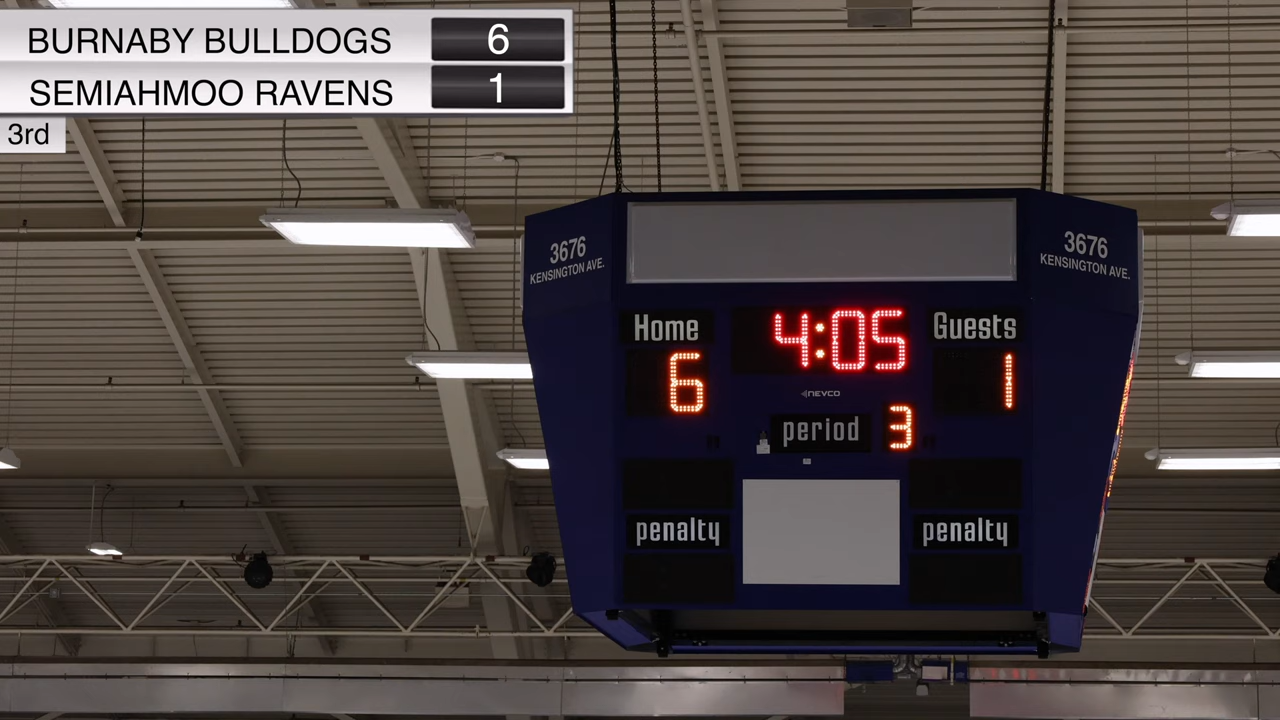 BURNABY BULLDOGS 6
SEMIAHMOO RAVENS 1
3rd
3676
KENSINGTON AVE.
3676
KENSINGTON AVE.
Home 4:05 Guests
6 1
NEVCO
period 3
penalty penalty